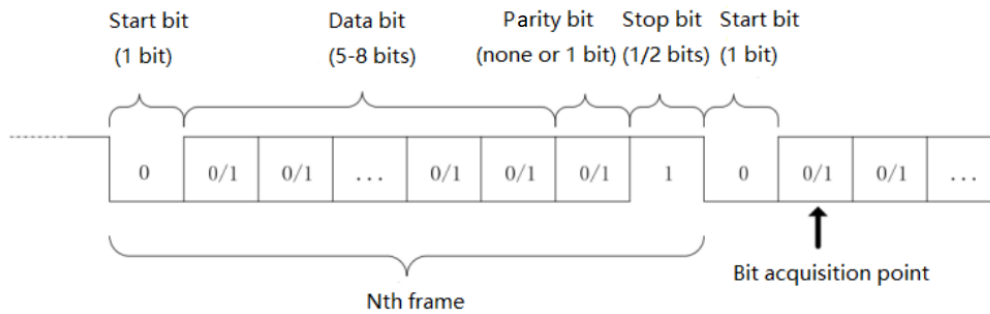 Start bit
(1 bit)
Data bit
(5-8 bits)
Parity bit
(none or 1 bit)
Stop bit
(1/2 bits)
Start bit
(1 bit)
0 0/1 0/1 ... 0/1 0/1 0/1 1 0 0/1 0/1 ...
Nth frame
Bit acquisition point